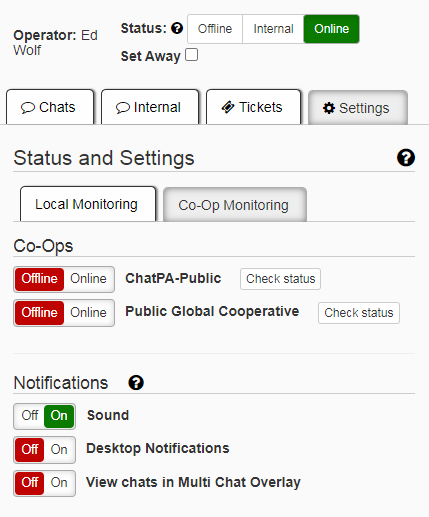 Operator: Ed
Wolf
Status: ? Offline Internal Online
Set Away
Chats Internal Tickets Settings
Status and Settings ?
Local Monitoring Co-Op Monitoring
Co-Ops
Offline Online ChatPA-Public Check status
Offline Online Public Global Cooperative Check status
Notifications ?
Off On Sound
Off On Desktop Notifications
Off On View chats in Multi Chat Overlay